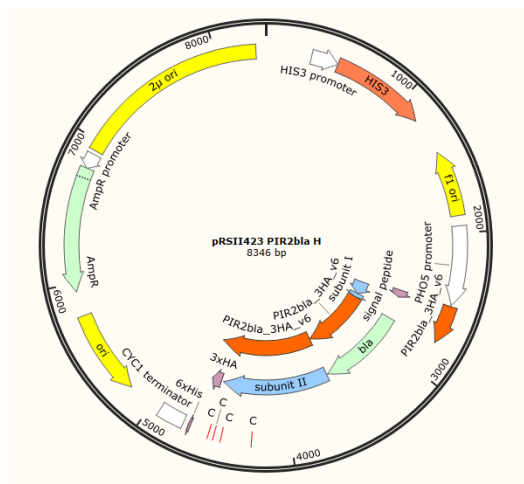 8000
2µ ori
HIS3 promoter
HIS3
1000
7000
AmpR promoter
f1 ori
2000
pRSII423 PIR2bla H
8346 bp
AmpR
PHO5 promoter
signal peptide
PIR2bla_3HA_v6
subunit I
PIR2bla_3HA_v6
PIR2bla_3HA_v6
6000
ori
3xHA
bla
subunit II
3000
CYC1 terminator
6xHis
C
C
C
C
5000
4000